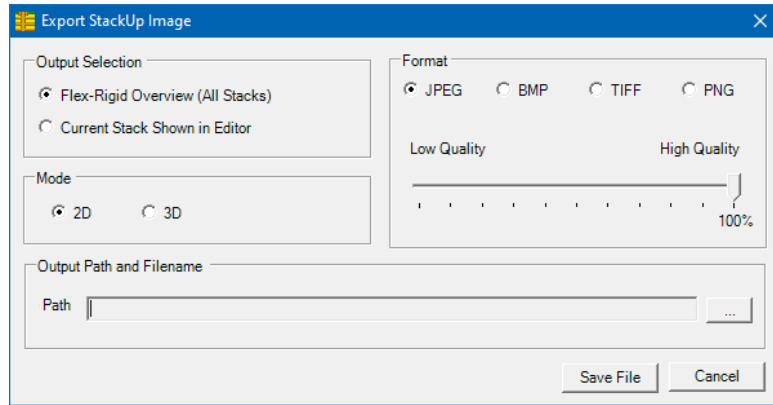 Export StackUp Image
Output Selection
Flex-Rigid Overview (All Stacks)
Current Stack Shown in Editor
Mode
2D 3D
Format
JPEG BMP TIFF PNG
Low Quality High Quality
100%
Output Path and Filename
Path ...
Save File Cancel